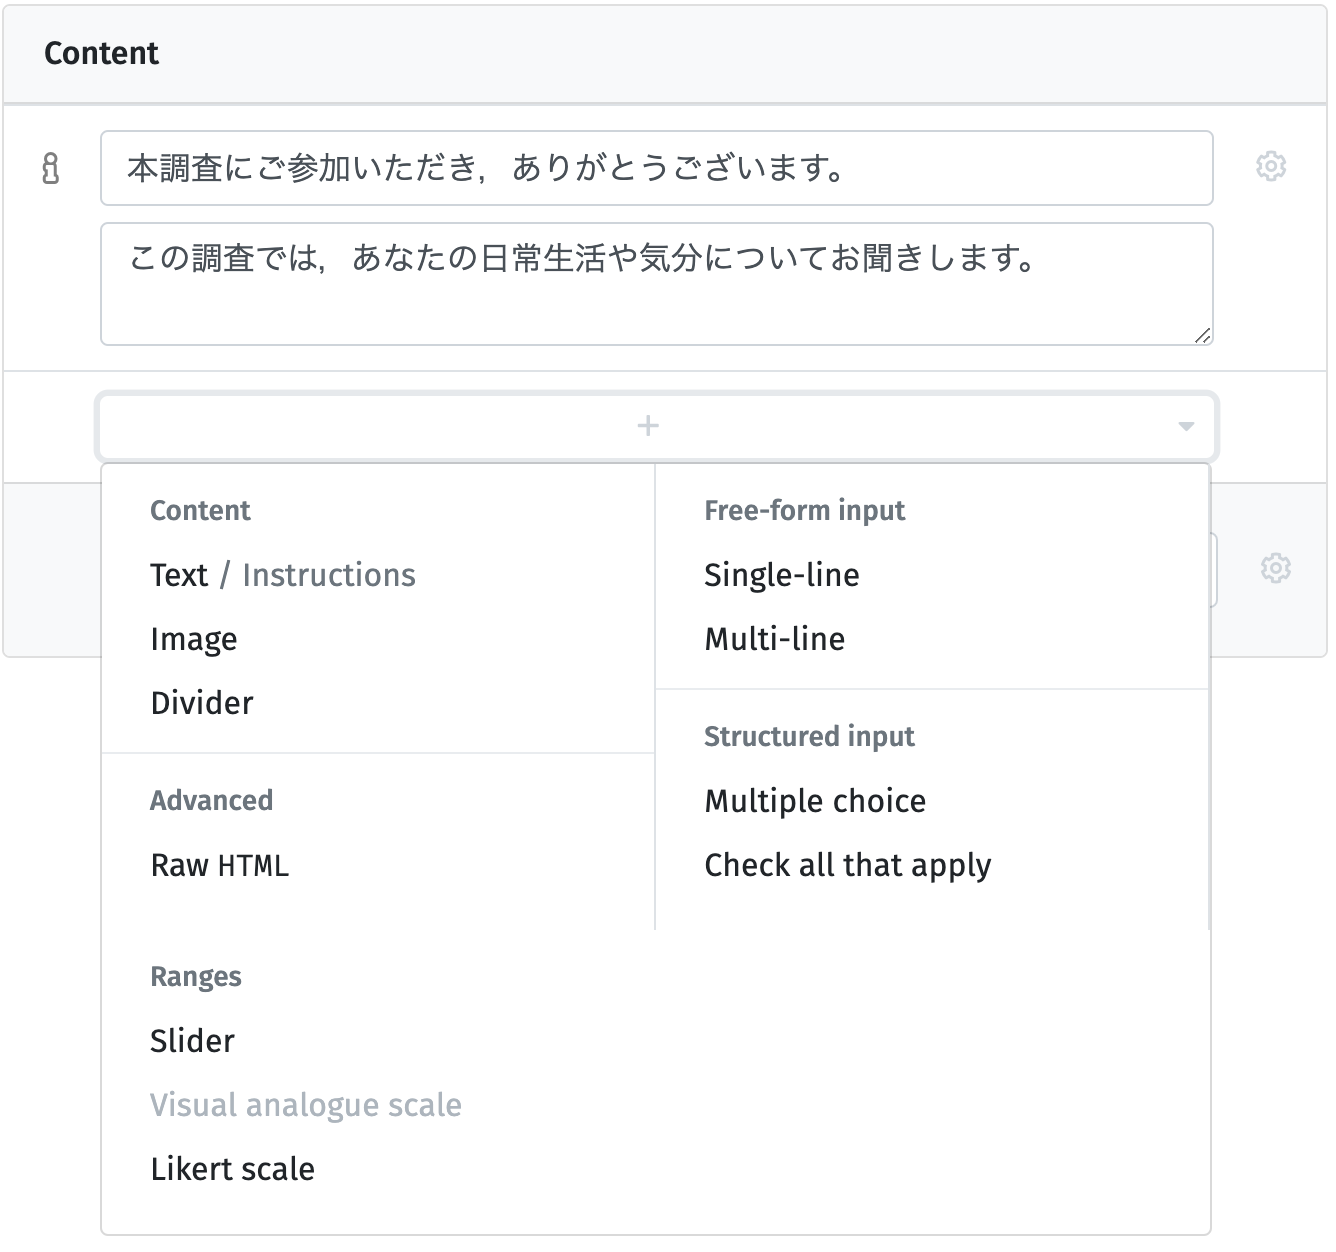 Content
本調査にご参加いただき，ありがとうございます。
この調査では，あなたの日常生活や気分についてお聞きします。
+
Content
Text / Instructions
Image
Divider
Advanced
Raw HTML
Free-form input
Single-line
Multi-line
Structured input
Multiple choice
Check all that apply
Ranges
Slider
Visual analogue scale
Likert scale